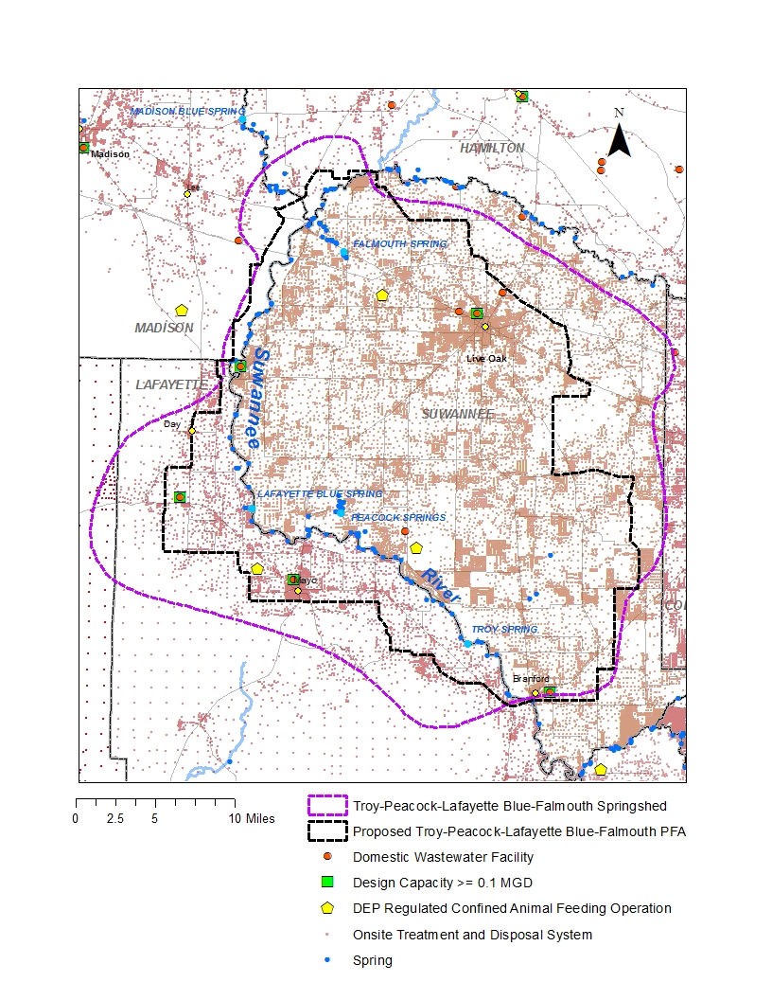 MADISON BLUE SPRING
N
Madison
HAMILTON
Lee
FALMOUTH SPRING
MADISON
Live Oak
LAFAYETTE
Suwannee
SUWANNEE
Day
LAFAYETTE BLUE SPRING
PEACOCK SPRINGS
Mayo
River
TROY SPRING
Branford
0 2.5 5 10 Miles
Troy-Peacock-Lafayette Blue-Falmouth Springshed
Proposed Troy-Peacock-Lafayette Blue-Falmouth PFA
Domestic Wastewater Facility
Design Capacity >= 0.1 MGD
DEP Regulated Confined Animal Feeding Operation
Onsite Treatment and Disposal System
Spring